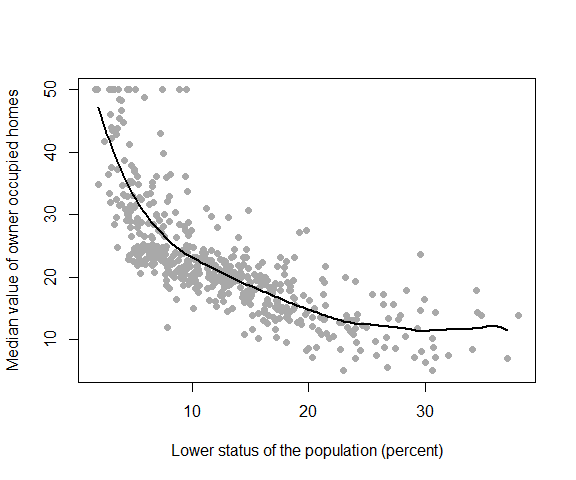 Median value of owner occupied homes
50
40
30
20
10
10 20 30
Lower status of the population (percent)